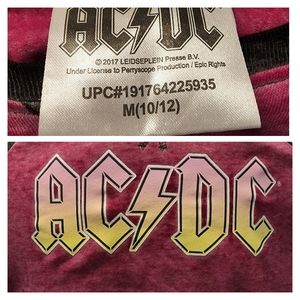 AC DC
© 2017 LEIDSEPLEIN Presse B.V.
Under License to Perryscope Production / Epic Rights
UPC#191764225935
M(10/12)
AC DC